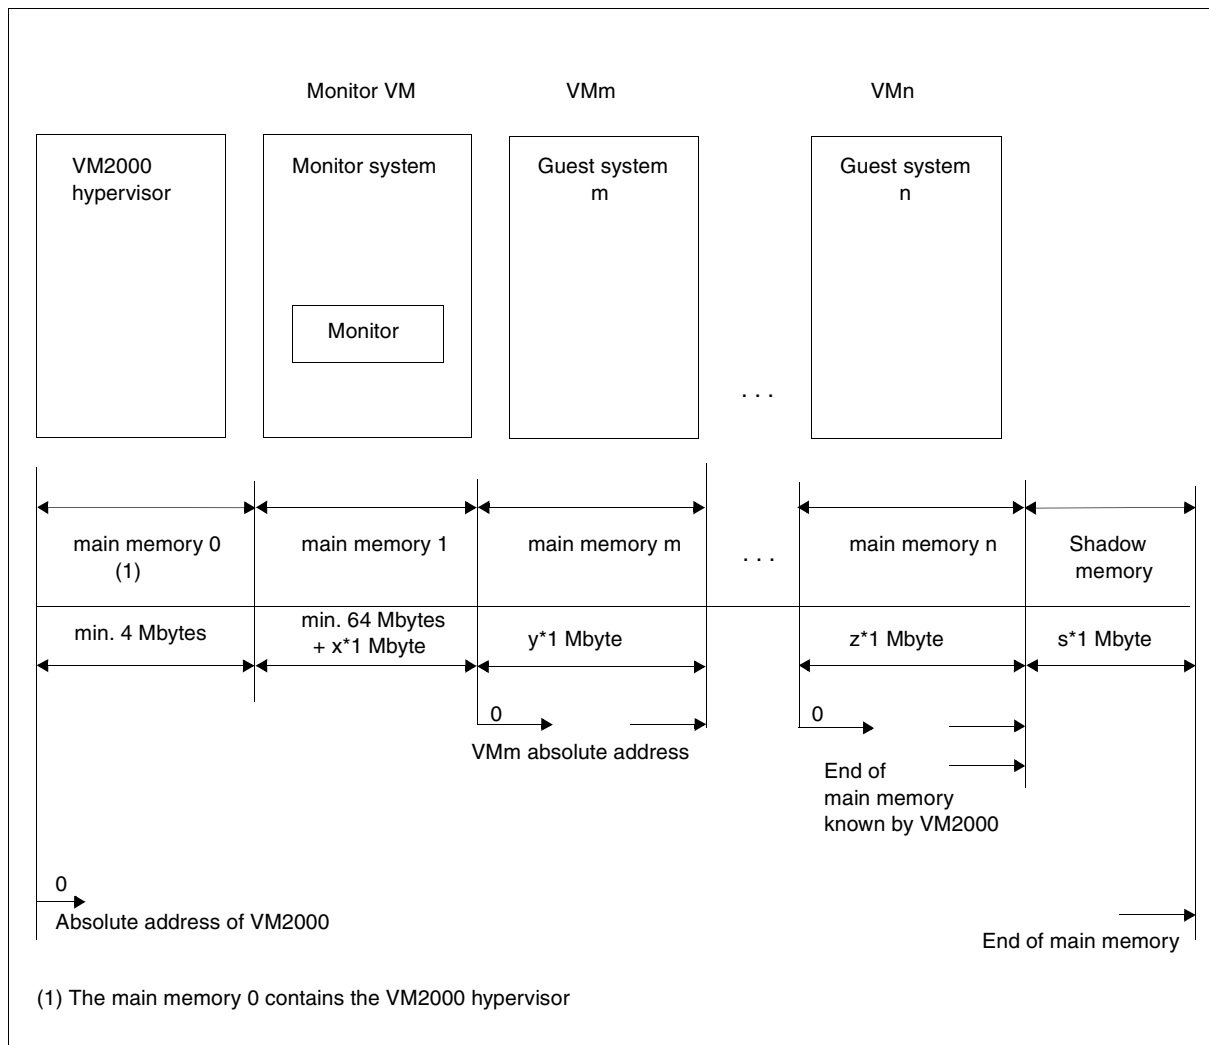 Monitor VM
VMm
VMn
VM2000
hypervisor
Monitor system
Guest system
m
Guest system
n
Monitor
. . .
main memory 0
(1)
main memory 1
main memory m
. . .
main memory n
Shadow
memory
min. 4 Mbytes
min. 64 Mbytes
+ x*1 Mbyte
y*1 Mbyte
z*1 Mbyte
s*1 Mbyte
0
VMm absolute address
0
End of
main memory
known by VM2000
0
Absolute address of VM2000
End of main memory
(1) The main memory 0 contains the VM2000 hypervisor